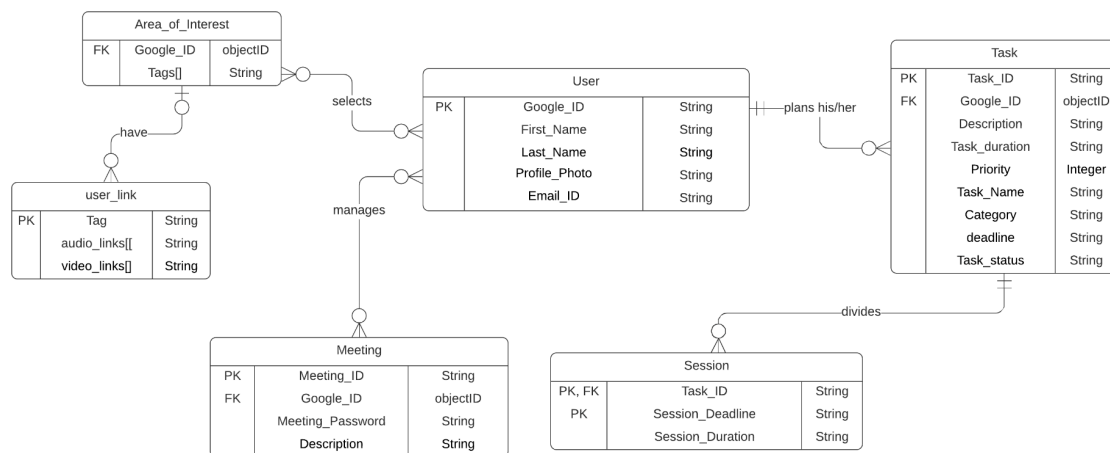 Area_of_Interest
FK Google_ID objectID
Tags[] String
selects
have
user_link
PK Tag String
audio_links[[ String
video_links[] String
User
PK Google_ID String
First_Name String
Last_Name String
Profile_Photo String
Email_ID String
plans his/her
manages
Task
PK Task_ID String
FK Google_ID objectID
Description String
Task_duration String
Priority Integer
Task_Name String
Category String
deadline String
Task_status String
divides
Meeting
PK Meeting_ID String
FK Google_ID objectID
Meeting_Password String
Description String
Session
PK, FK Task_ID String
PK Session_Deadline String
Session_Duration String